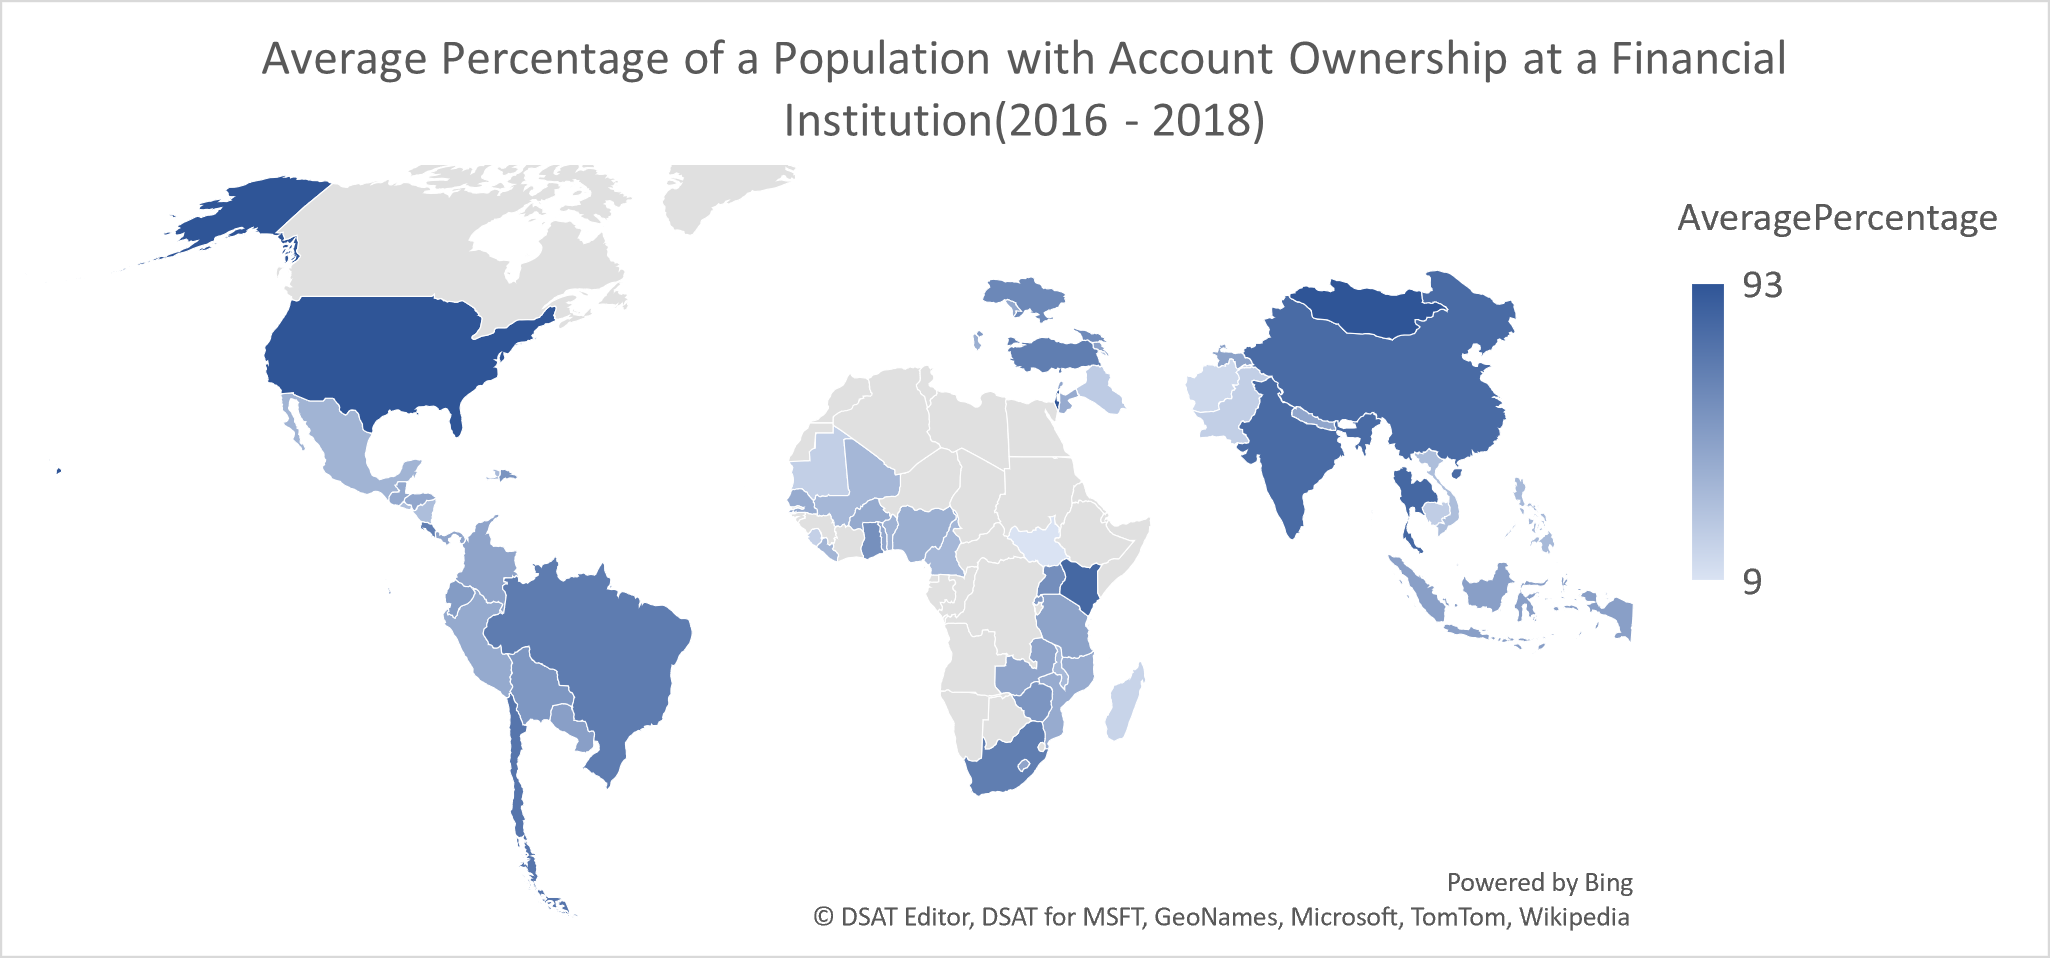 Average Percentage of a Population with Account Ownership at a Financial
Institution(2016 - 2018)
AveragePercentage
93
9
Powered by Bing
© DSAT Editor, DSAT for MSFT, GeoNames, Microsoft, TomTom, Wikipedia